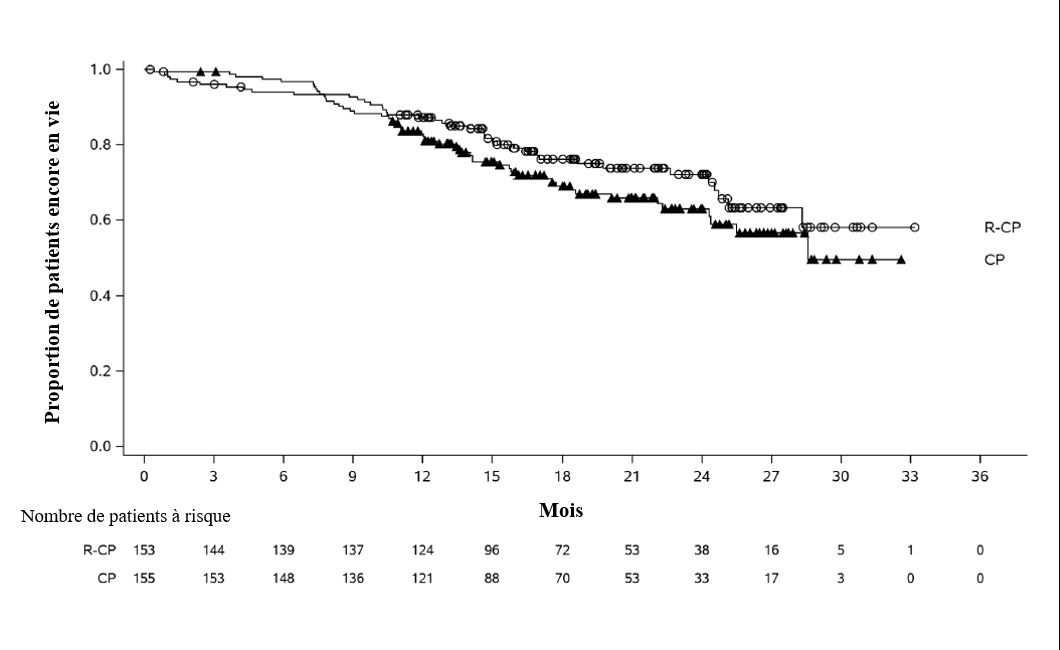 Proportion de patients encore en vie
1.0
0.8
0.6
0.4
0.2
0.0
R-CP
CP
0 3 6 9 12 15 18 21 24 27 30 33 36
Mois
Nombre de patients à risque
R-CP 153 144 139 137 124 96 72 53 38 16 5 1 0
CP 155 153 148 136 121 88 70 53 33 17 3 0 0